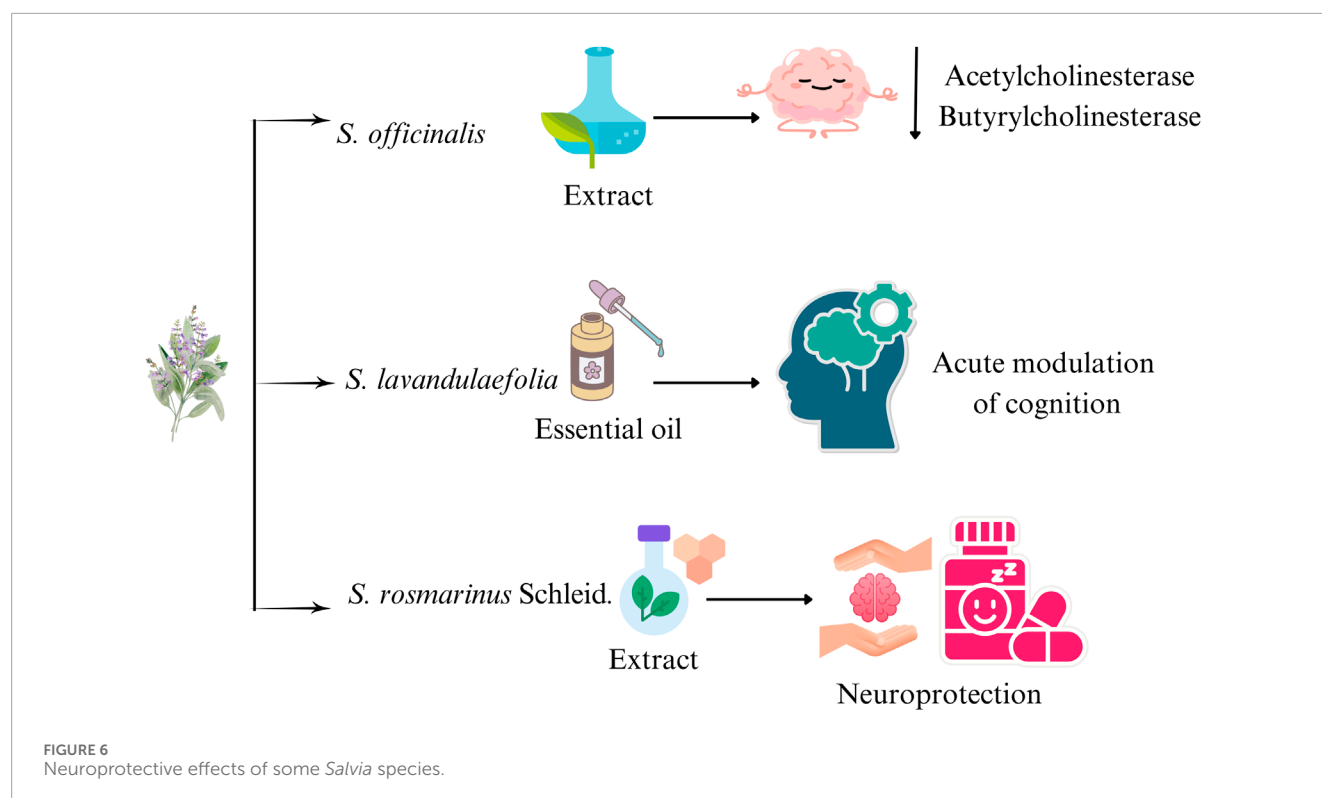 Acetylcholinesterase
Butyrylcholinesterase
S. officinalis
Extract
S. lavandulaefolia
Essential oil
Acute modulation
of cognition
S. rosmarinus Schleid.
Extract
zz
Neuroprotection
FIGURE 6
Neuroprotective effects of some Salvia species.